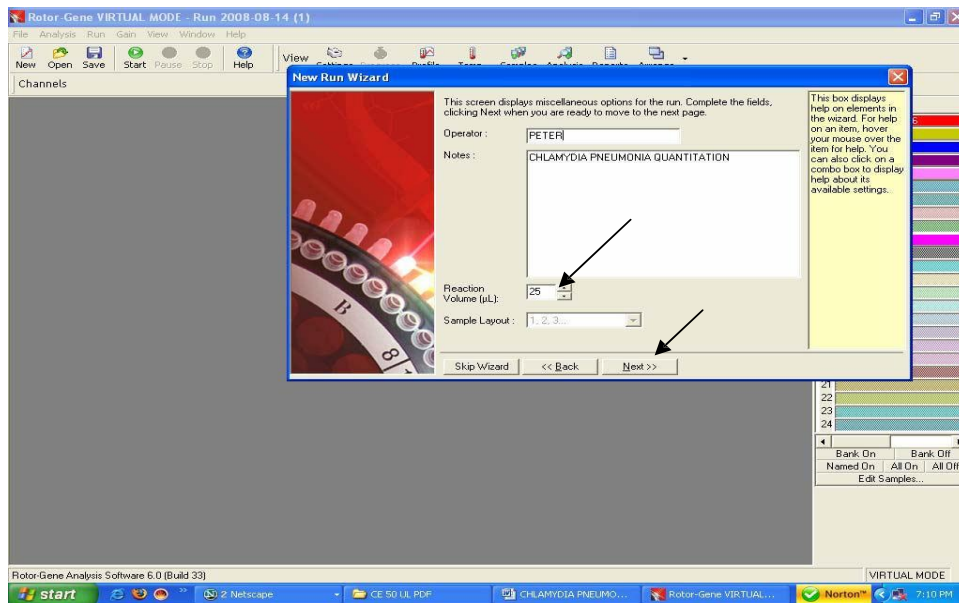 Rotor-Gene VIRTUAL MODE - Run 2008-08-14 (1)
File Analysis Run Gain View Window Help
New Open Save Start Pause Stop Help View
Channels
New Run Wizard
This screen displays miscellaneous options for the run. Complete the fields,
clicking Next when you are ready to move to the next page.
Operator :
PETER
Notes :
CHLAMYDIA PNEUMONIA QUANTITATION
Reaction
Volume (µL):
25
Sample Layout :
1, 2, 3...
Skip Wizard
<< Back
Next >>
This box displays
help on elements in
the wizard. For help
on an item, hover
your mouse over the
item for help. You
can also click on a
combo box to display
help about its
available settings.
B
8
21
22
23
24
Bank On Bank Off
Named On All On All Off
Edit Samples...
Rotor-Gene Analysis Software 6.0 (Build 33)
VIRTUAL MODE
start
2 Netscape
CE 50 UL PDF
CHLAMYDIA PNEUMO...
Rotor-Gene VIRTUAL...
Norton™
7:10 PM